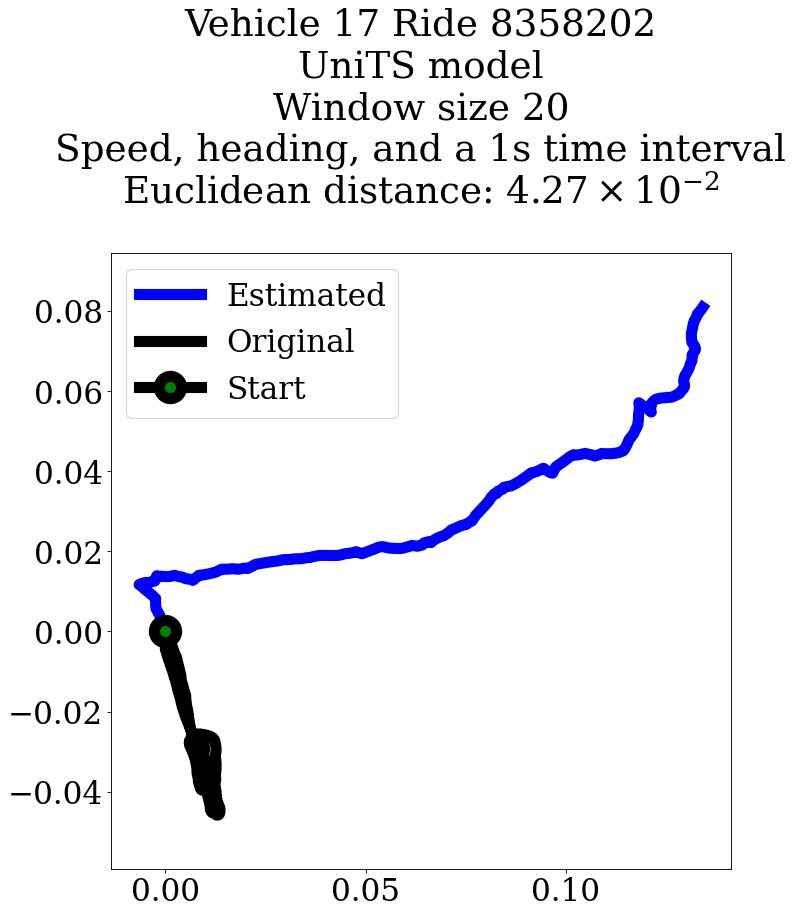 Vehicle 17 Ride 8358202
UniTS model
Window size 20
Speed, heading, and a 1s time interval
Euclidean distance: 4.27 × 10⁻²
Estimated
Original
Start
0.08
0.06
0.04
0.02
0.00
−0.02
−0.04
0.00 0.05 0.10